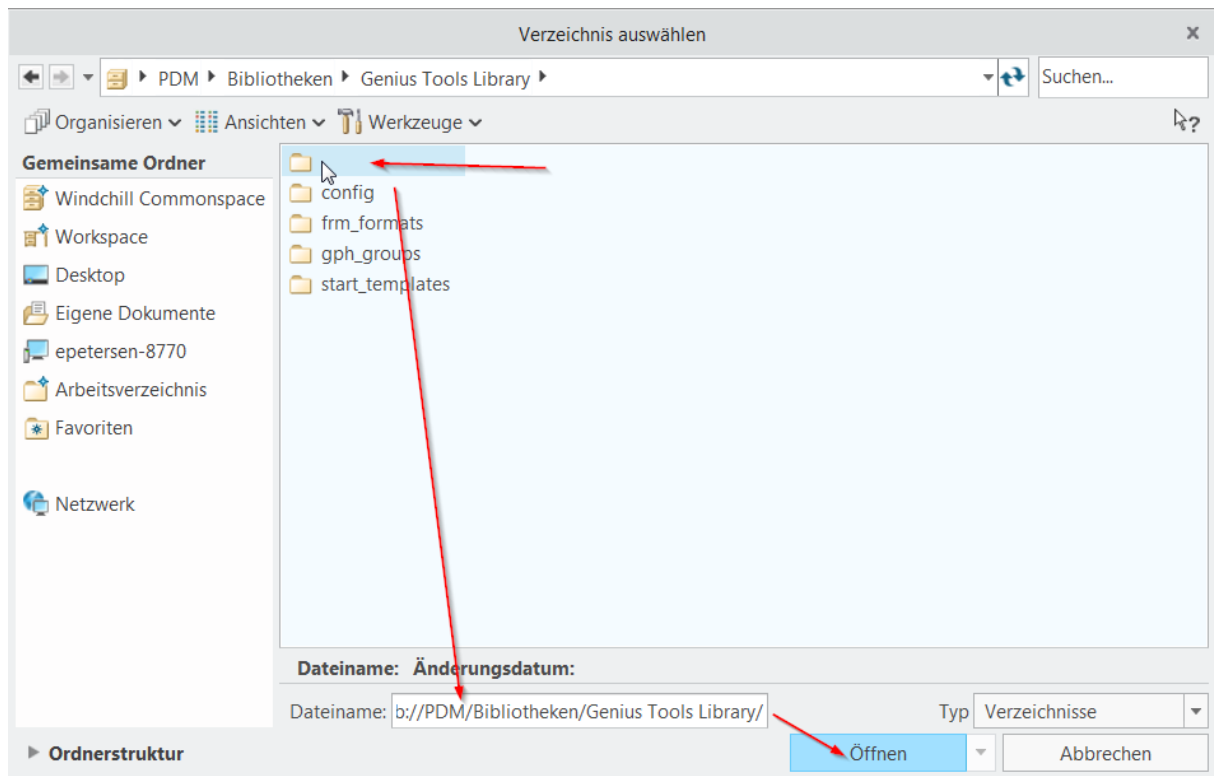 Verzeichnis auswählen
PDM Bibliotheken Genius Tools Library
Suchen...
Organisieren Ansichten Werkzeuge
Gemeinsame Ordner
Windchill Commonspace
Workspace
Desktop
Eigene Dokumente
epetersen-8770
Arbeitsverzeichnis
Favoriten
Netzwerk
.
config
frm_formats
gph_groups
start_templates
Dateiname: Änderungsdatum:
Dateiname: b://PDM/Bibliotheken/Genius Tools Library/
Typ Verzeichnisse
Ordnerstruktur
Öffnen
Abbrechen